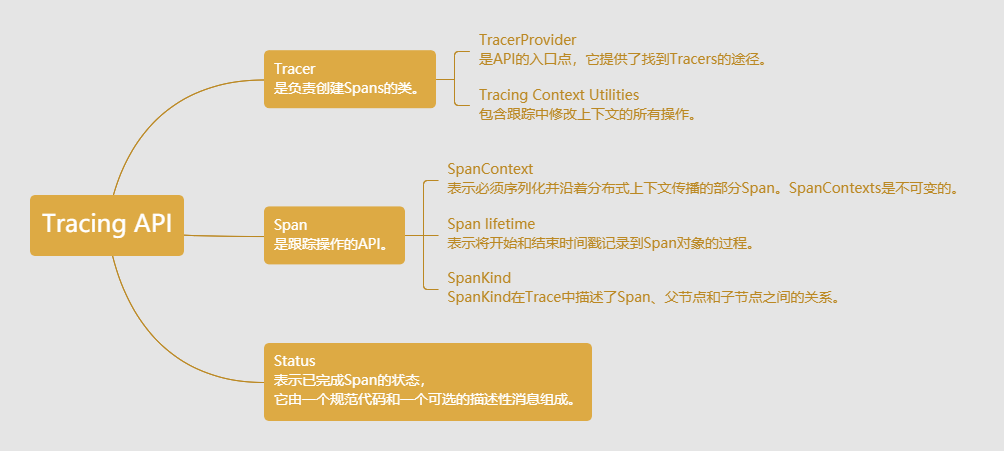 Tracing API
Tracer
是负责创建Spans的类。
TracerProvider
是API的入口点，它提供了找到Tracers的途径。
Tracing Context Utilities
包含跟踪中修改上下文的所有操作。
Span
是跟踪操作的API。
SpanContext
表示必须序列化并沿着分布式上下文传播的部分Span。SpanContexts是不可变的。
Span lifetime
表示将开始和结束时间戳记录到Span对象的过程。
SpanKind
SpanKind在Trace中描述了Span、父节点和子节点之间的关系。
Status
表示已完成Span的状态，
它由一个规范代码和一个可选的描述性消息组成。